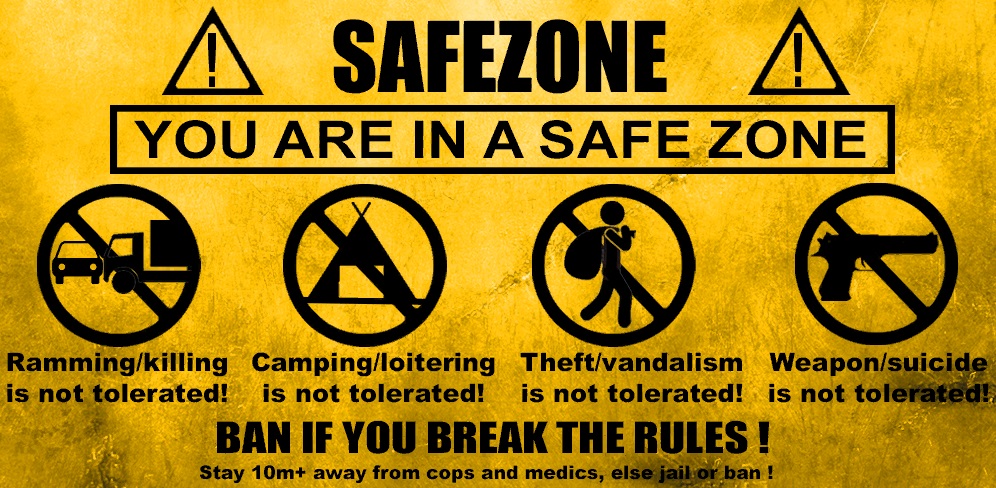 SAFEZONE
YOU ARE IN A SAFE ZONE
Ramming/killing
is not tolerated!
Camping/loitering
is not tolerated!
Theft/vandalism
is not tolerated!
Weapon/suicide
is not tolerated!
BAN IF YOU BREAK THE RULES !
Stay 10m+ away from cops and medics, else jail or ban !